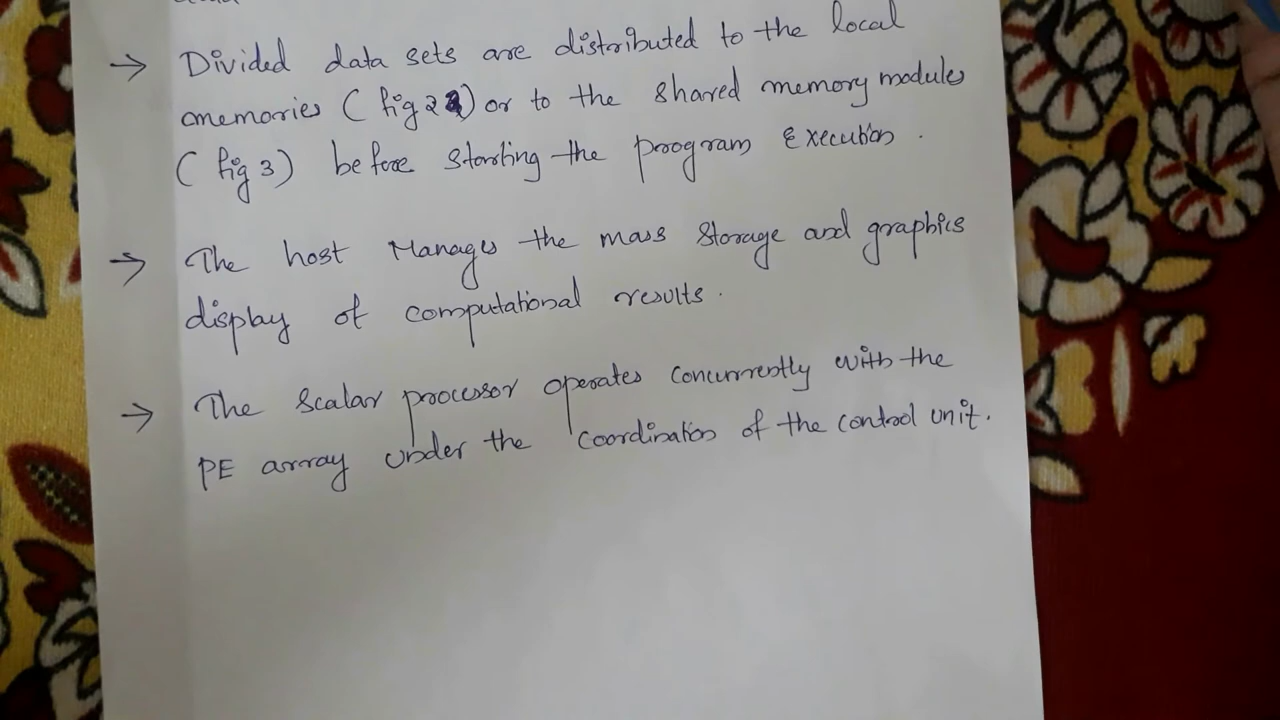 → Divided data sets are distributed to the local
memories (fig 2) or to the shared memory modules
(fig 3) before starting the program Execution.
→ The host Manages the mass storage and graphics
display of computational results.
→ The scalar processor operates concurrently with the
PE array under the coordination of the control unit.